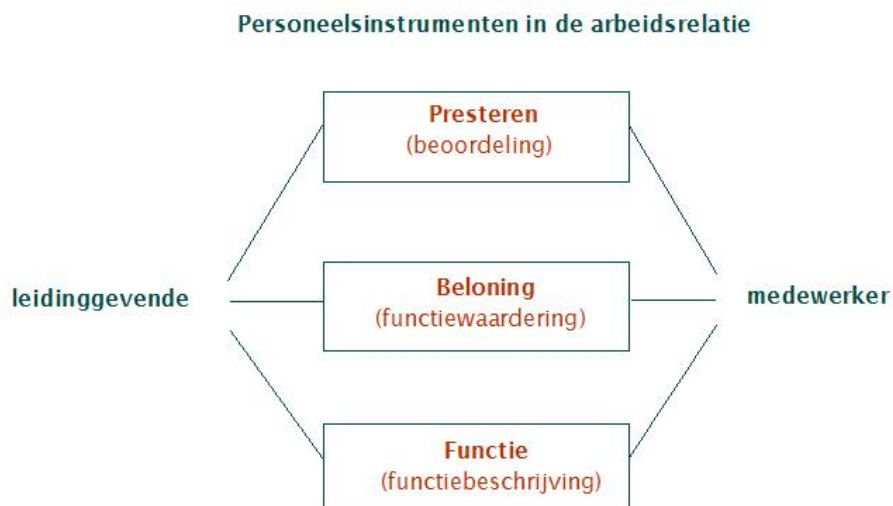 Personeelsinstrumenten in de arbeidsrelatie
Presteren
(beoordeling)
leidinggevende
Beloning
(functiewaardering)
medewerker
Functie
(functiebeschrijving)